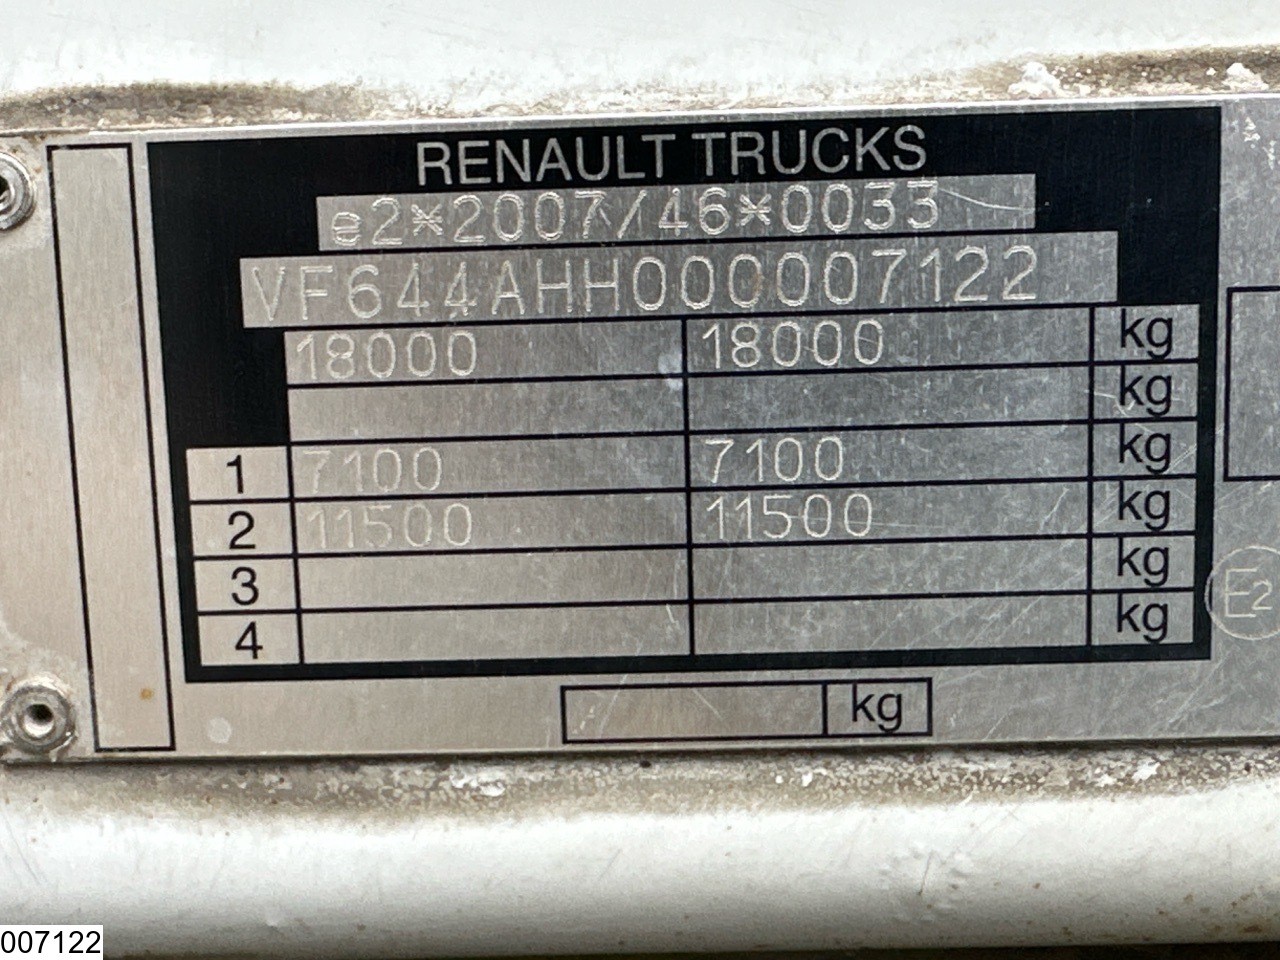 RENAULT TRUCKS
e2*2007/46*0033
VF644AHH000007122
18000 18000 kg
kg
1 7100 7100 kg
2 11500 11500 kg
3 kg
4 kg
E2
kg
007122